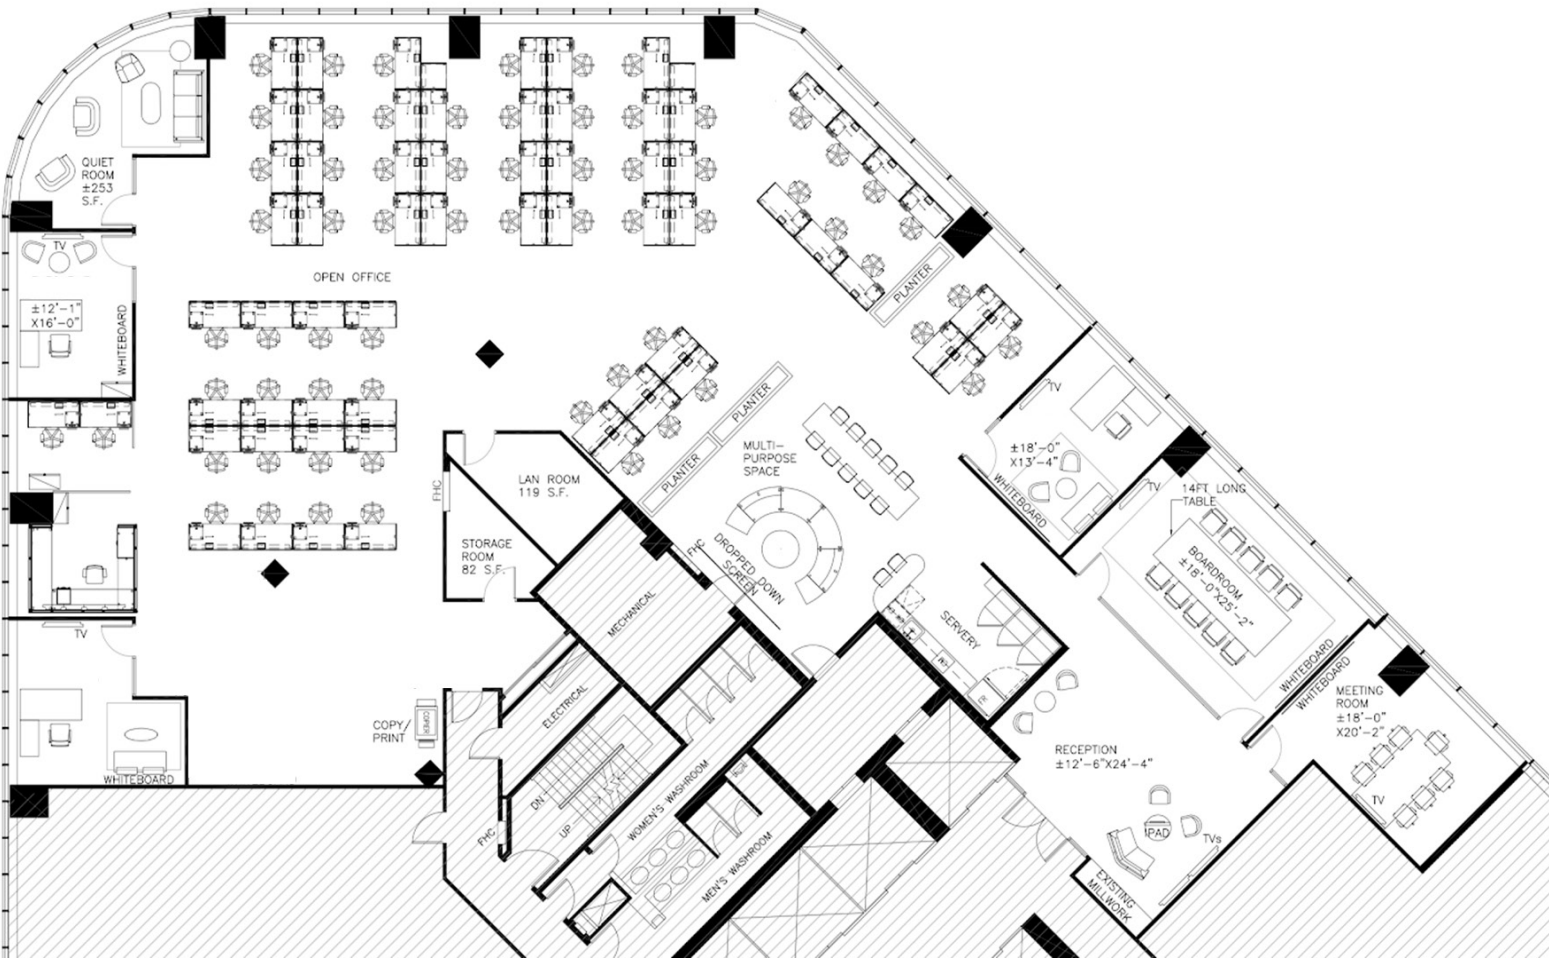 QUIET
ROOM
±253
S.F.
TV
±12'-1"
X16'-0"
WHITEBOARD
OPEN OFFICE
PLANTER
PLANTER
PLANTER
MULTI-
PURPOSE
SPACE
TV
±18'-0"
X13'-4"
WHITEBOARD
TV
14FT LONG
TABLE
BOARDROOM
±18'-0"X25'-2"
WHITEBOARD
WHITEBOARD
FHC
LAN ROOM
119 S.F.
STORAGE
ROOM
82 S.F.
FHC
DROPPED DOWN
SCREEN
MECHANICAL
SERVERY
FR
TV
WHITEBOARD
COPY/
PRINT
COPIER
ELECTRICAL
DN
UP
FHC
WOMEN'S WASHROOM
MEN'S WASHROOM
RECEPTION
±12'-6"X24'-4"
MEETING
ROOM
±18'-0"
X20'-2"
TV
IPAD
TVs
EXISTING
MILLWORK